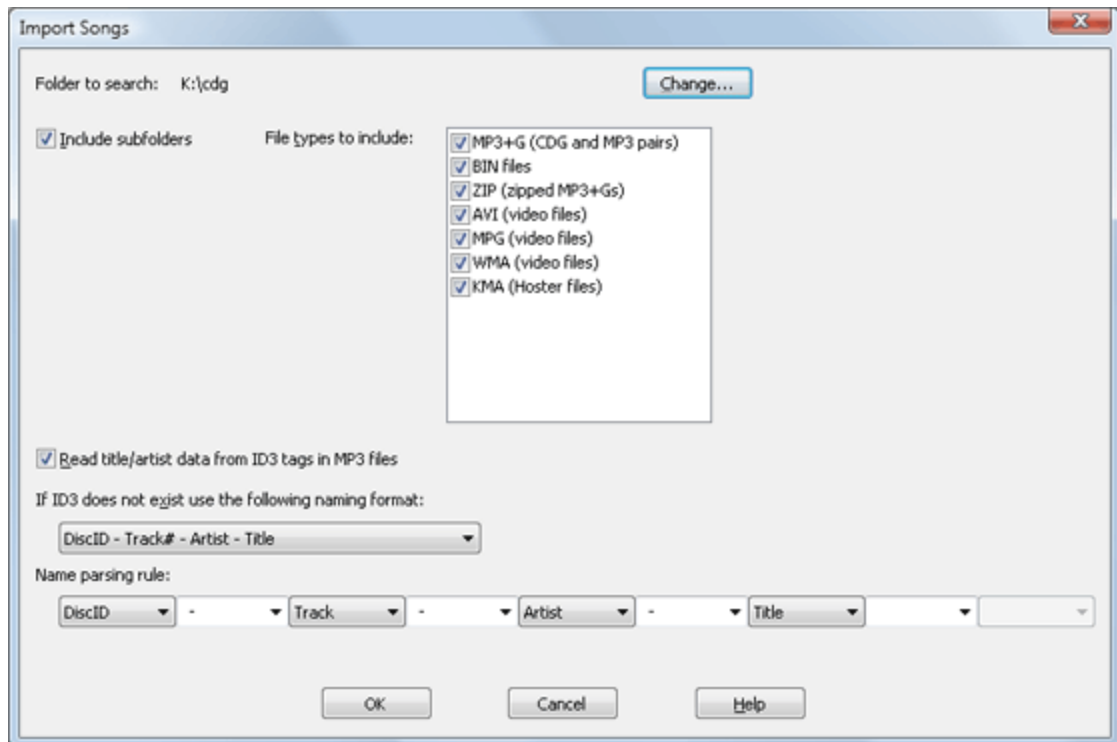 Import Songs
Folder to search: K:\cdg Change...
Include subfolders File types to include:
MP3+G (CDG and MP3 pairs)
BIN files
ZIP (zipped MP3+Gs)
AVI (video files)
MPG (video files)
WMA (video files)
KMA (Hoster files)
Read title/artist data from ID3 tags in MP3 files
If ID3 does not exist use the following naming format:
DiscID - Track# - Artist - Title
Name parsing rule:
DiscID - Track - Artist - Title
OK Cancel Help